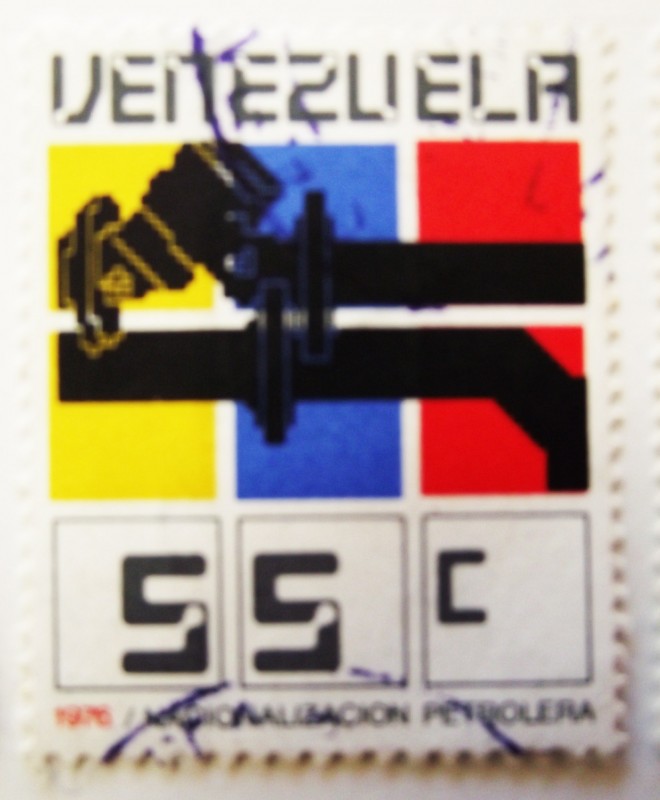 VENEZUELA
55 c
1976 / NACIONALIZACION PETROLERA